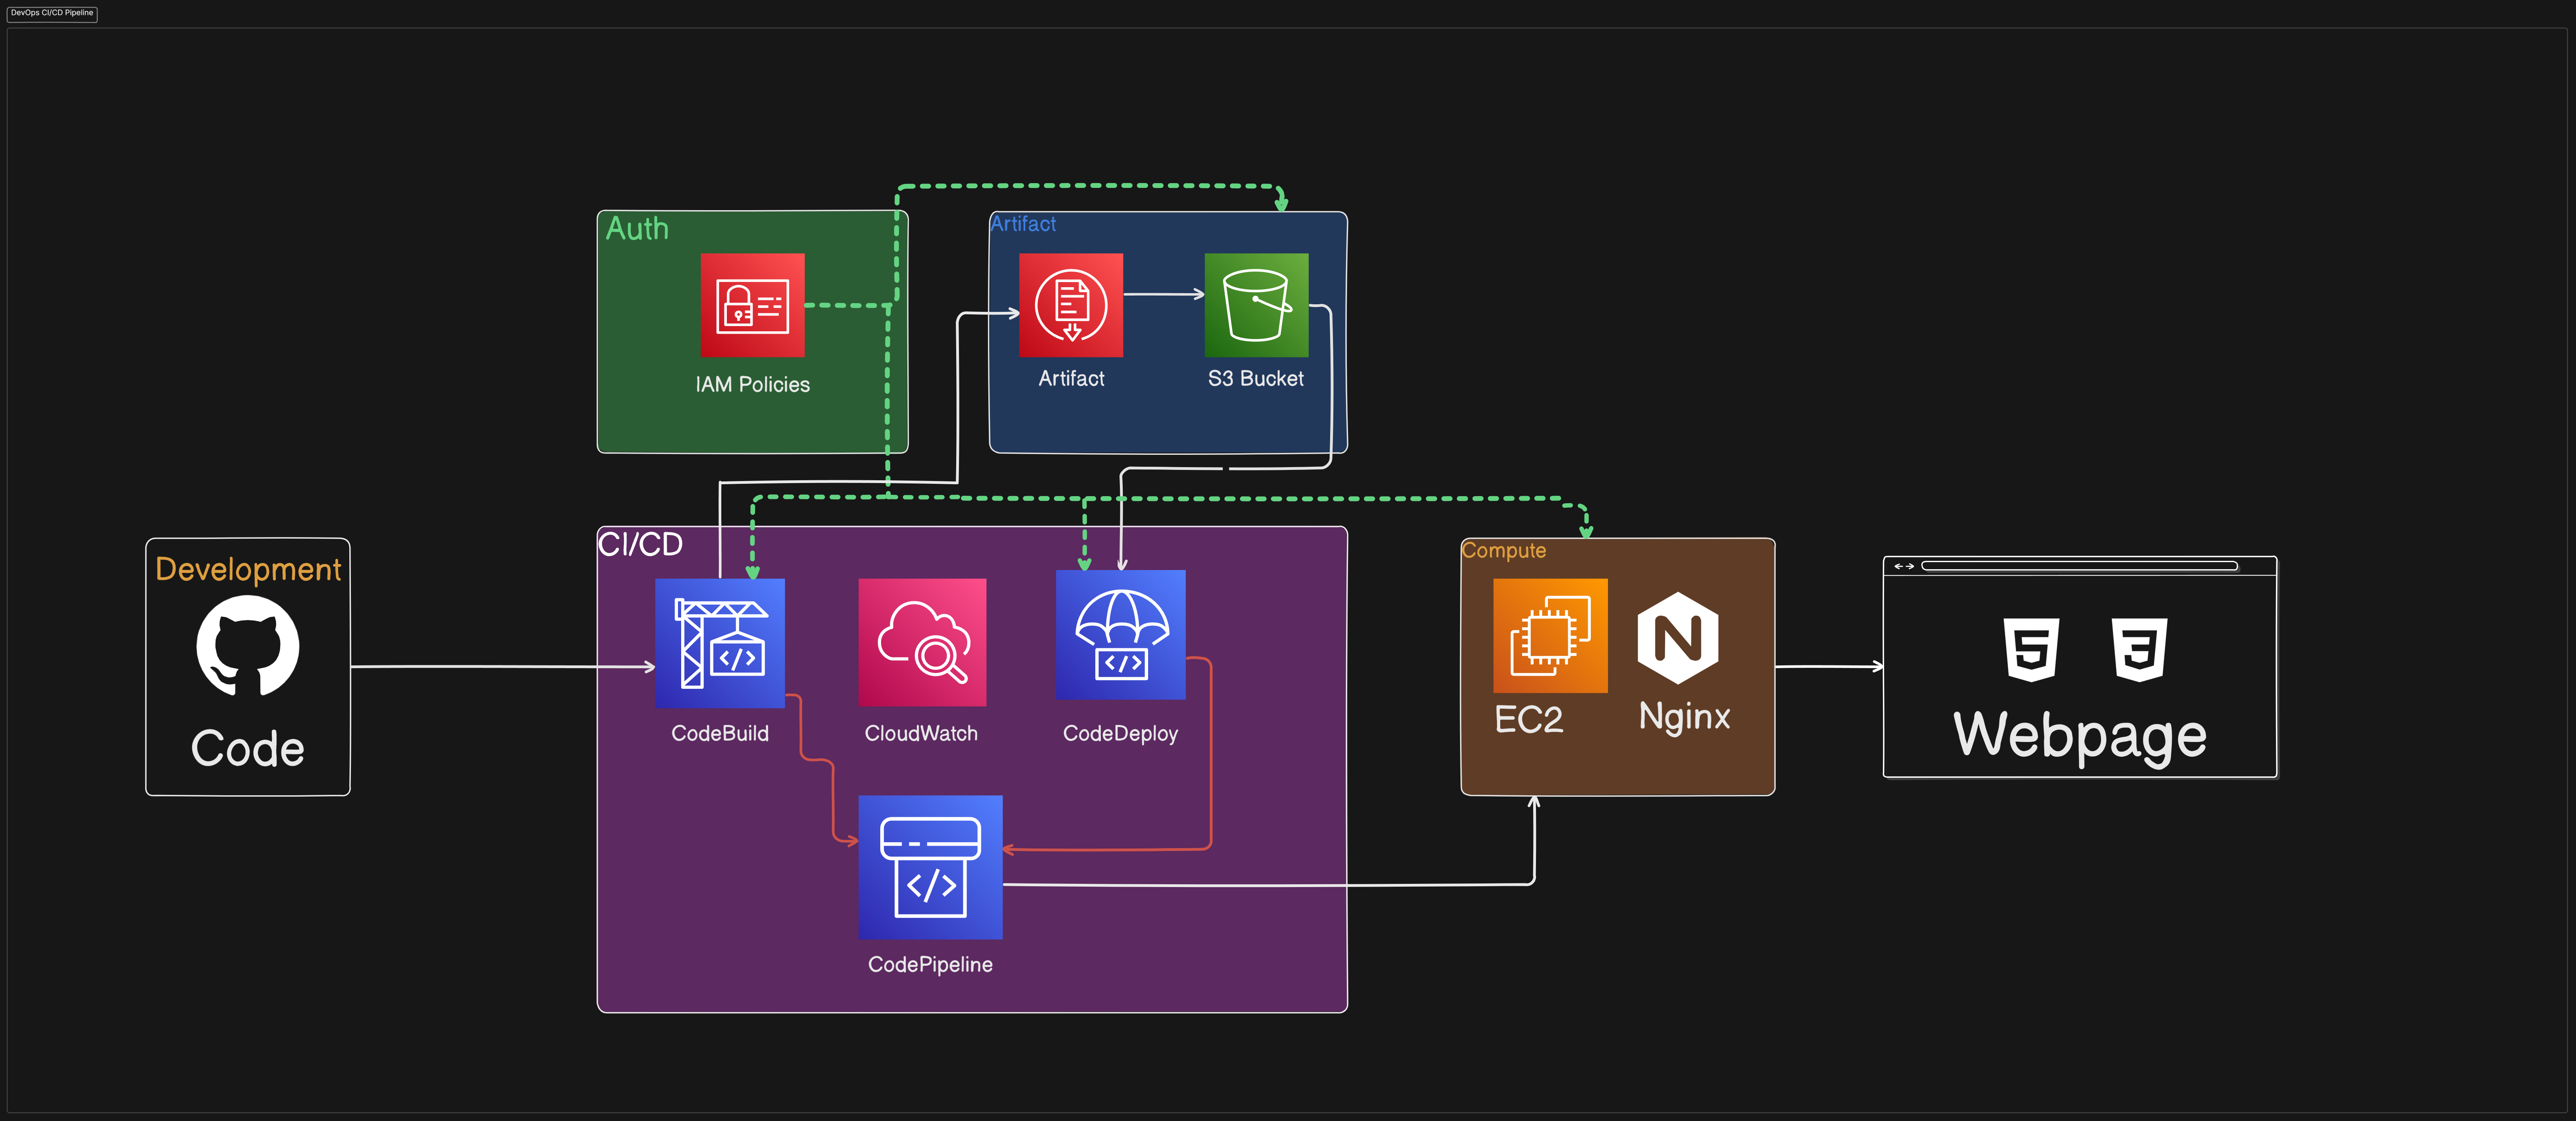 DevOps CI/CD Pipeline
Auth
IAM Policies
Artifact
Artifact
S3 Bucket
Development
Code
CI/CD
CodeBuild
CloudWatch
CodeDeploy
CodePipeline
Compute
EC2
Nginx
Webpage